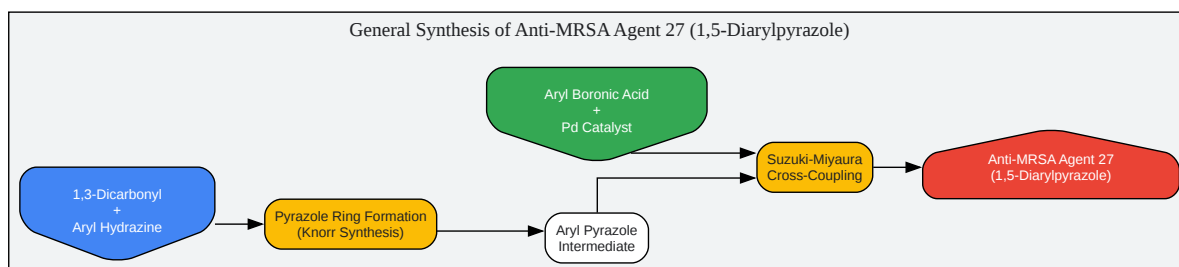 General Synthesis of Anti-MRSA Agent 27 (1,5-Diarylpyrazole)
Aryl Boronic Acid
+
Pd Catalyst
1,3-Dicarbonyl
+
Aryl Hydrazine
Pyrazole Ring Formation
(Knorr Synthesis)
Aryl Pyrazole
Intermediate
Suzuki-Miyaura
Cross-Coupling
Anti-MRSA Agent 27
(1,5-Diarylpyrazole)